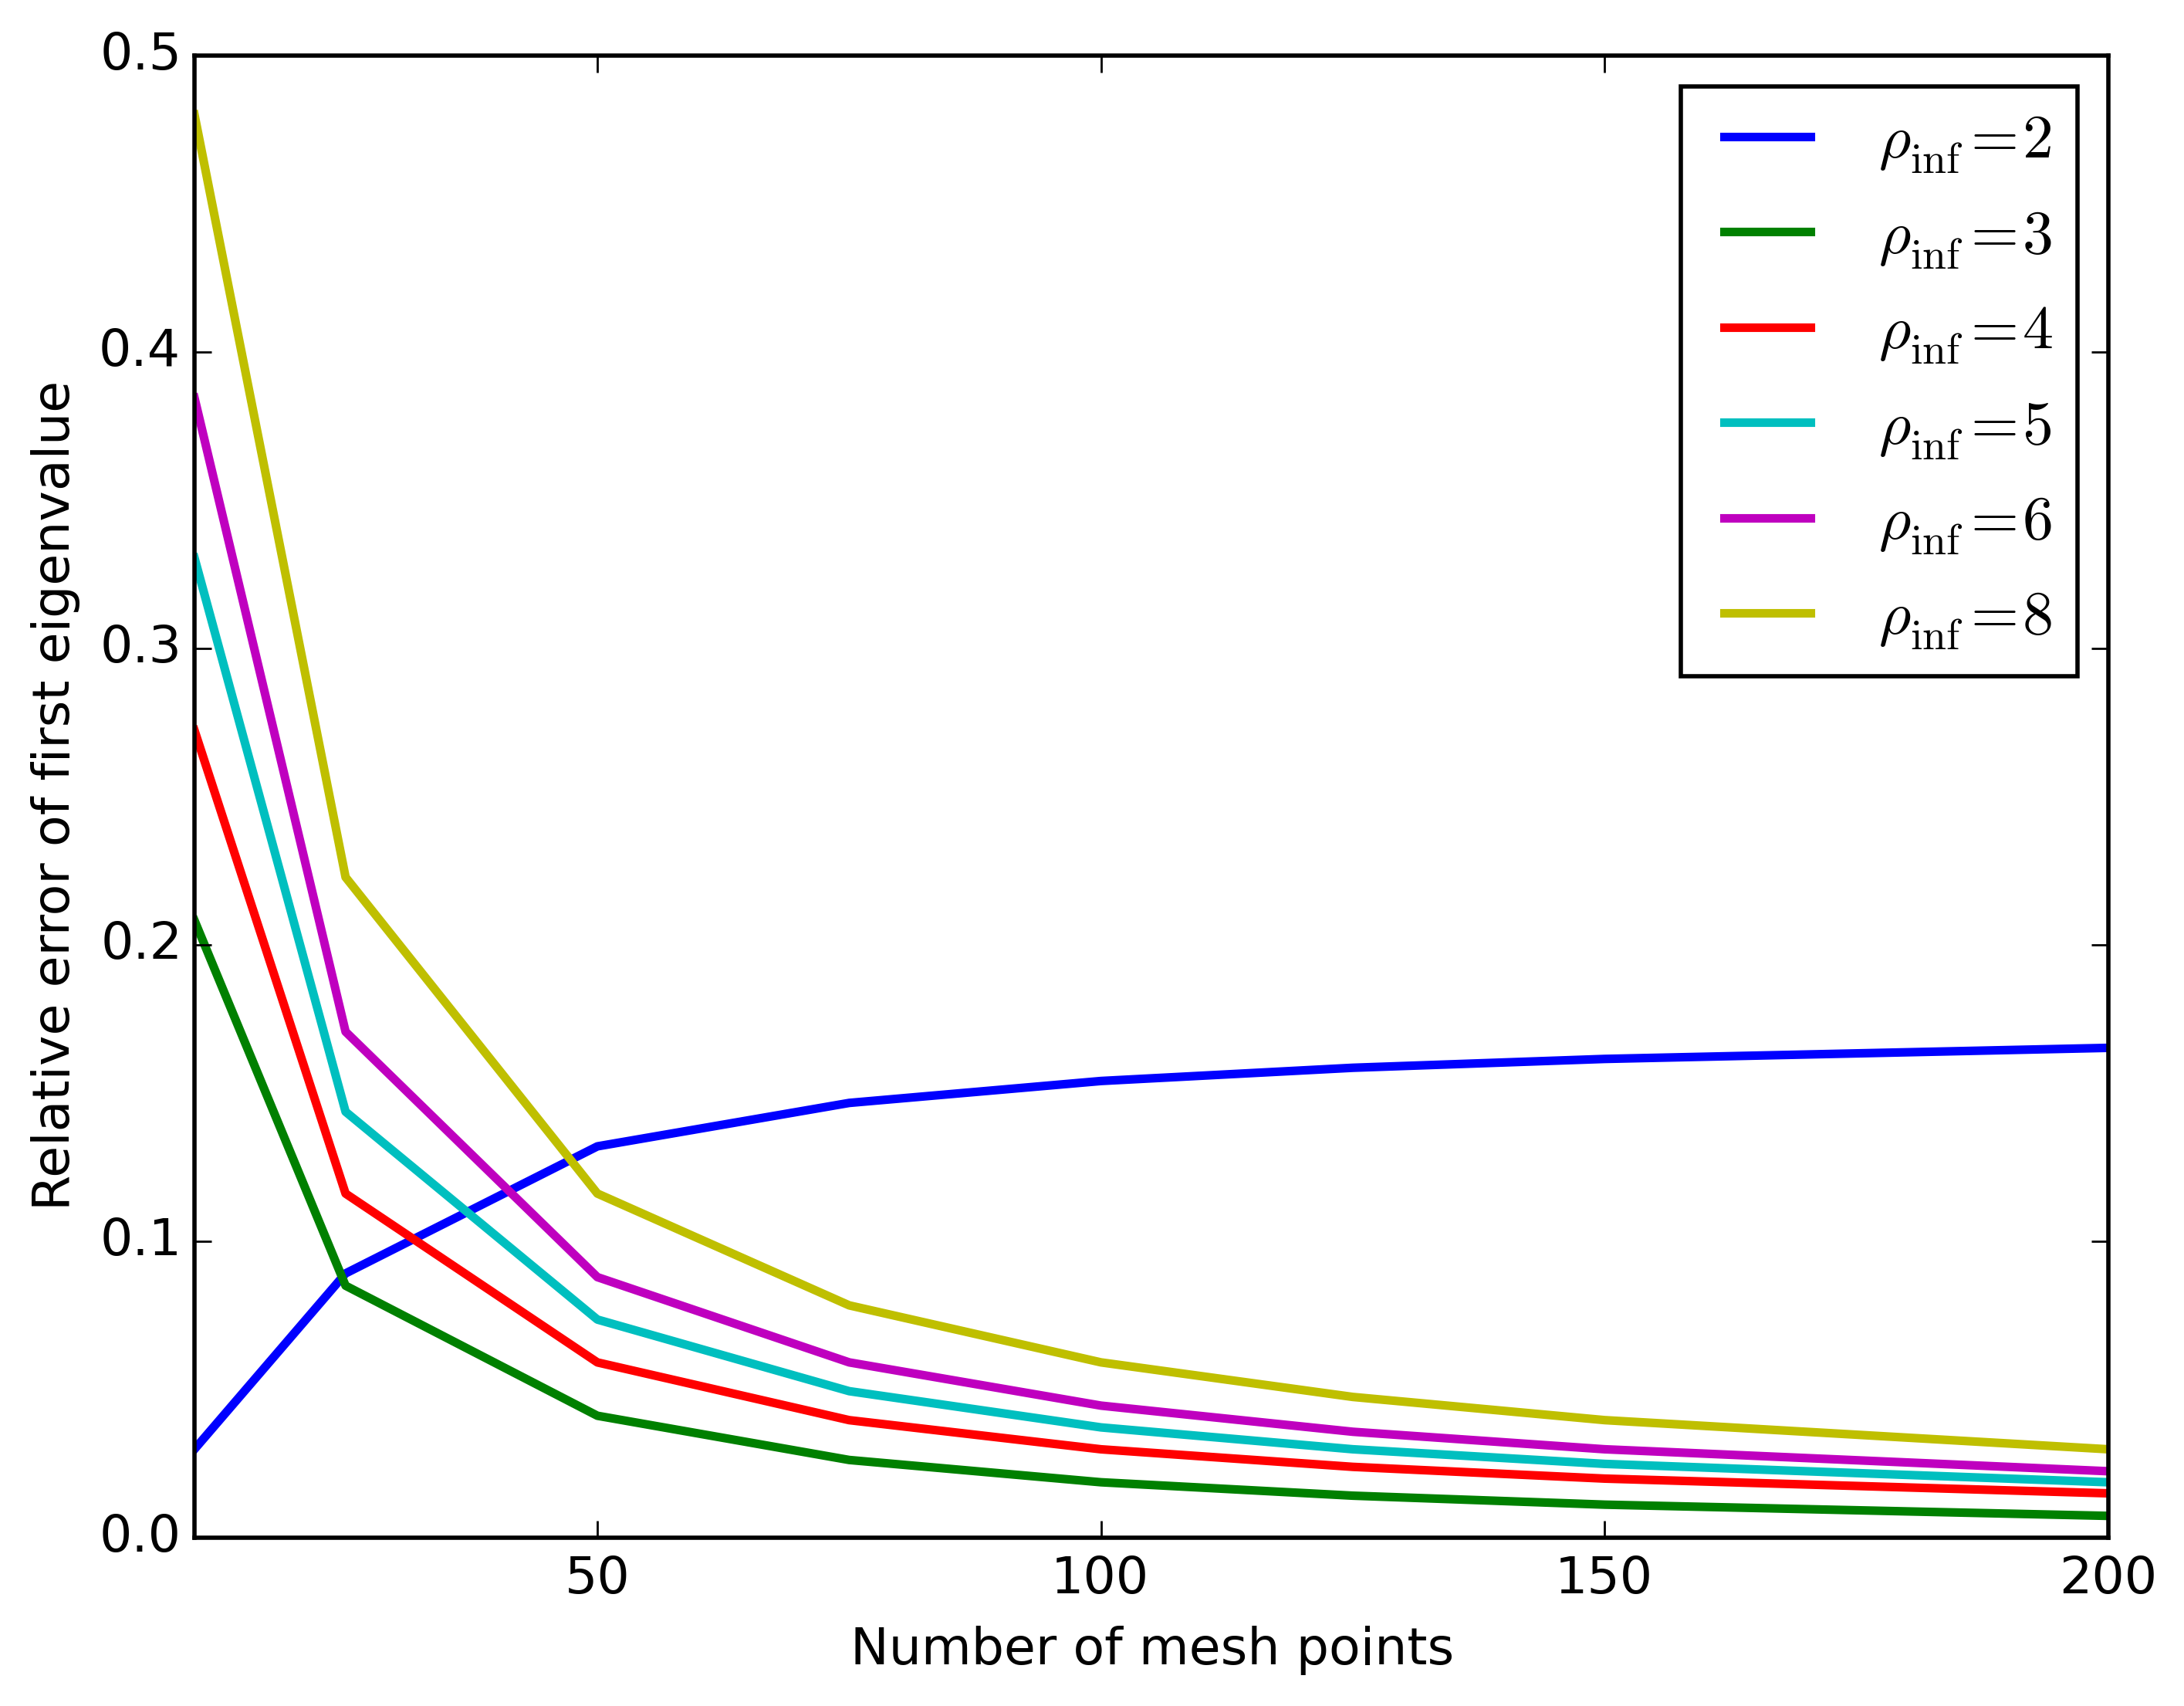 0.5
0.4
0.3
0.2
0.1
0.0
Relative error of first eigenvalue
ρinf=2
ρinf=3
ρinf=4
ρinf=5
ρinf=6
ρinf=8
50 100 150 200
Number of mesh points